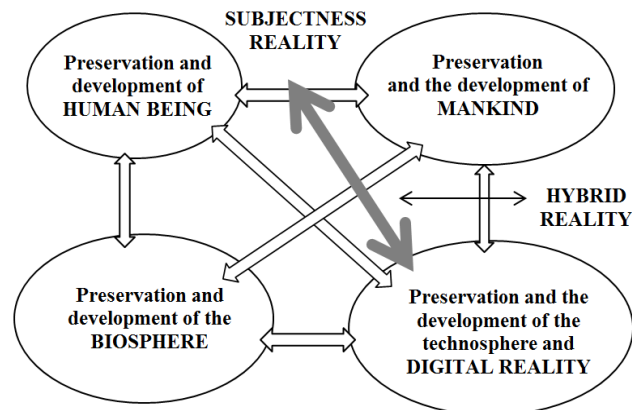 SUBJECTNESS
REALITY
Preservation and
development of
HUMAN BEING
Preservation
and the development of
MANKIND
HYBRID
REALITY
Preservation and
development of the
BIOSPHERE
Preservation and the
development of the
technosphere and
DIGITAL REALITY